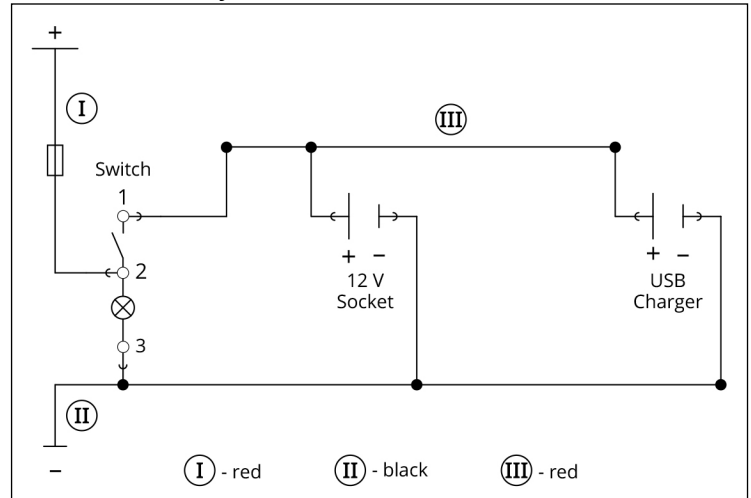 +
I
III
Switch
1
2
3
+ −
12 V
Socket
+ −
USB
Charger
II
−
I - red
II - black
III - red